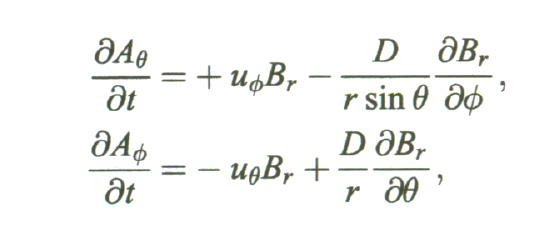 ∂A_θ/∂t = + u_ϕ B_r − D/(r sin θ) ∂B_r/∂ϕ ,
∂A_ϕ/∂t = − u_θ B_r + D/r ∂B_r/∂θ ,